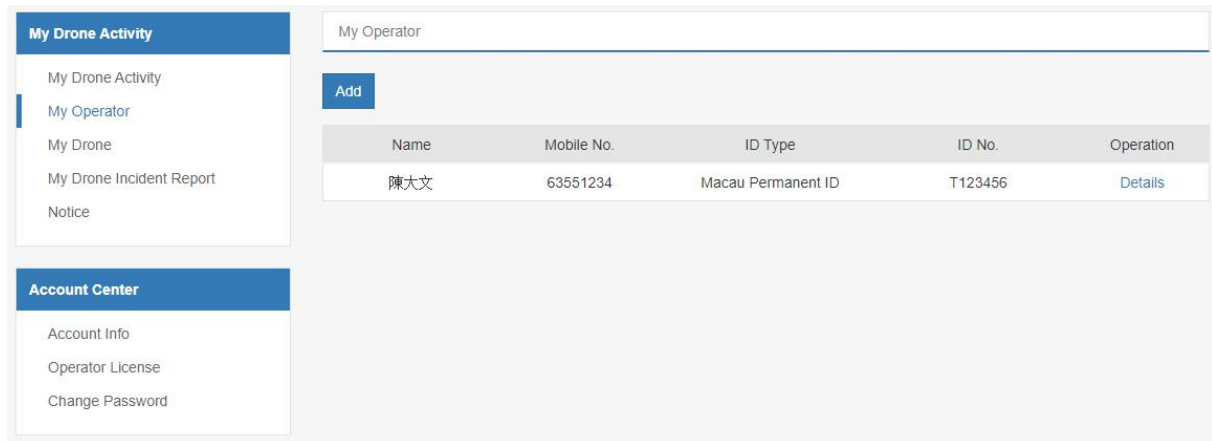 My Drone Activity
My Drone Activity
My Operator
My Drone
My Drone Incident Report
Notice
Account Center
Account Info
Operator License
Change Password
My Operator
Add
Name Mobile No. ID Type ID No. Operation
陳大文 63551234 Macau Permanent ID T123456 Details